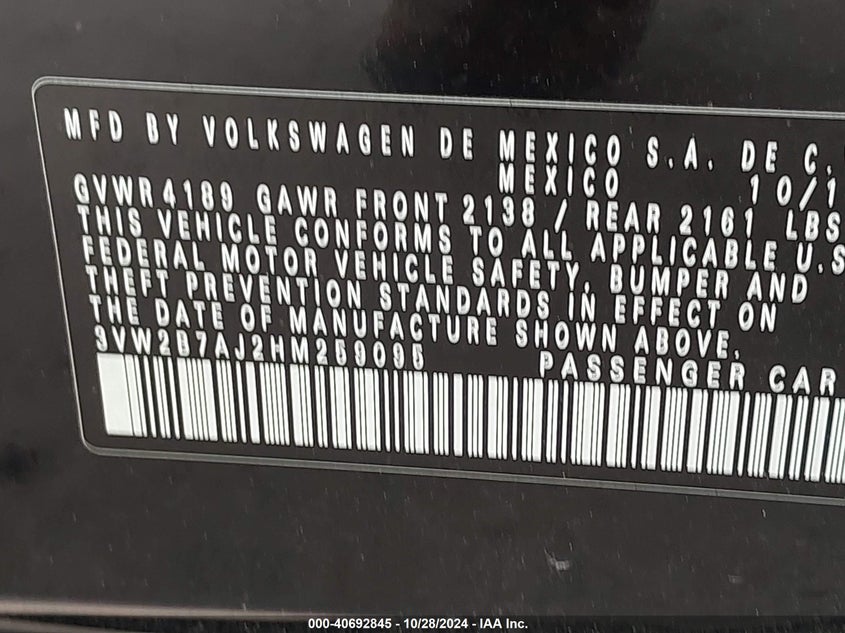 MFD BY VOLKSWAGEN DE MEXICO S.A. DE C.
MEXICO 10/1
GVWR 4189 GAWR FRONT 2138 / REAR 2161 LBS
THIS VEHICLE CONFORMS TO ALL APPLICABLE U.S
FEDERAL MOTOR VEHICLE SAFETY, BUMPER AND
THEFT PREVENTION STANDARDS IN EFFECT ON
THE DATE OF MANUFACTURE SHOWN ABOVE.
3VW2B7AJ2HM259095 PASSENGER CAR
000-40692845 - 10/28/2024 - IAA Inc.